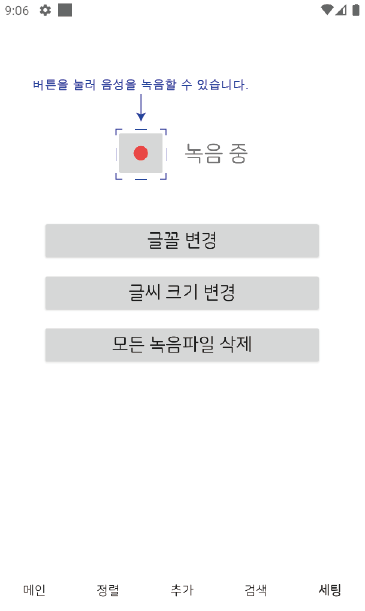 9:06
버튼을 눌러 음성을 녹음할 수 있습니다.
녹음 중
글꼴 변경
글씨 크기 변경
모든 녹음파일 삭제
메인 정렬 추가 검색 세팅